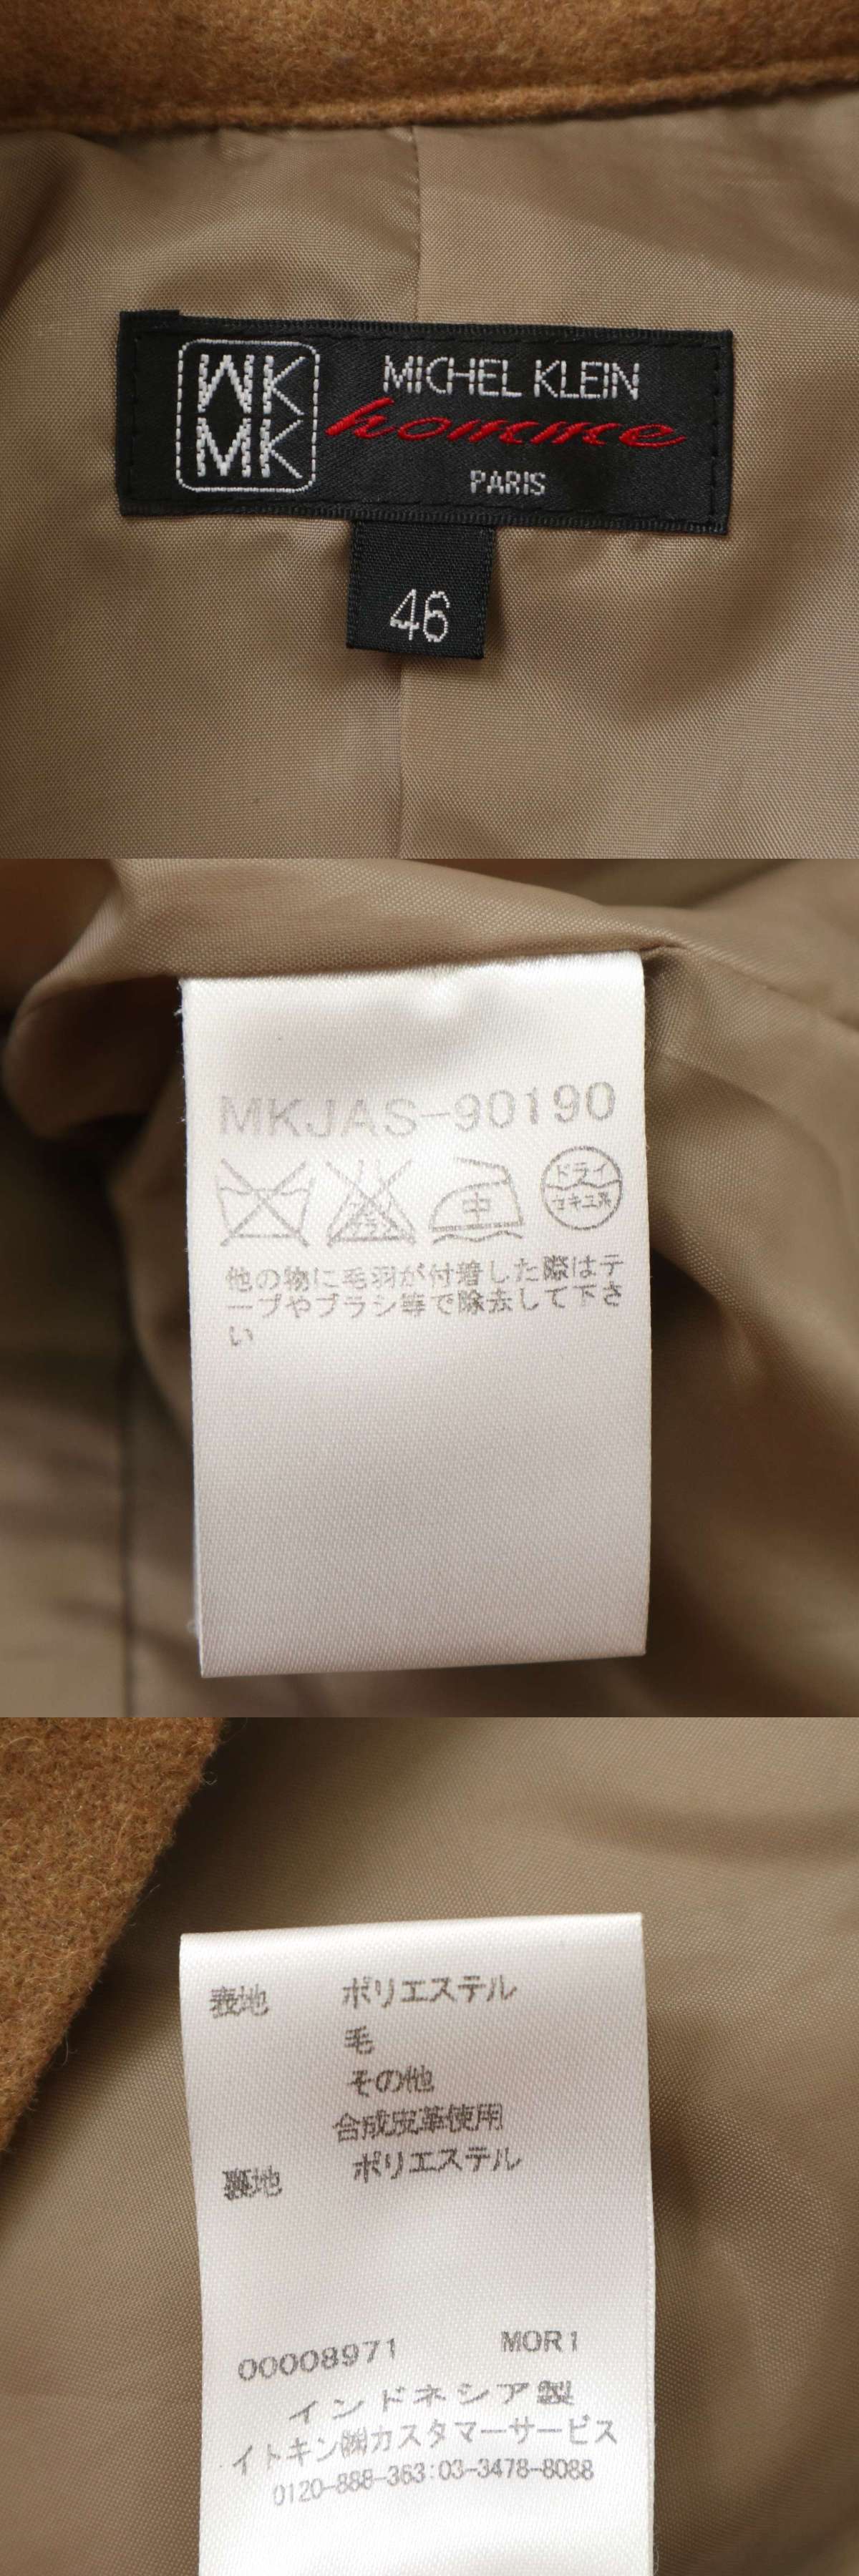 MK
MK
MICHEL KLEIN
homme
PARIS
46
MKJAS-90190
中
ドライ
セキユ系
他の物に毛羽が付着した際はテ
ープやブラシ等で除去して下さ
い
表地 ポリエステル
毛
その他
合成皮革使用
裏地 ポリエステル
00008971 MOR1
インドネシア製
イトキン㈱カスタマーサービス
0120-888-363:03-3478-8088